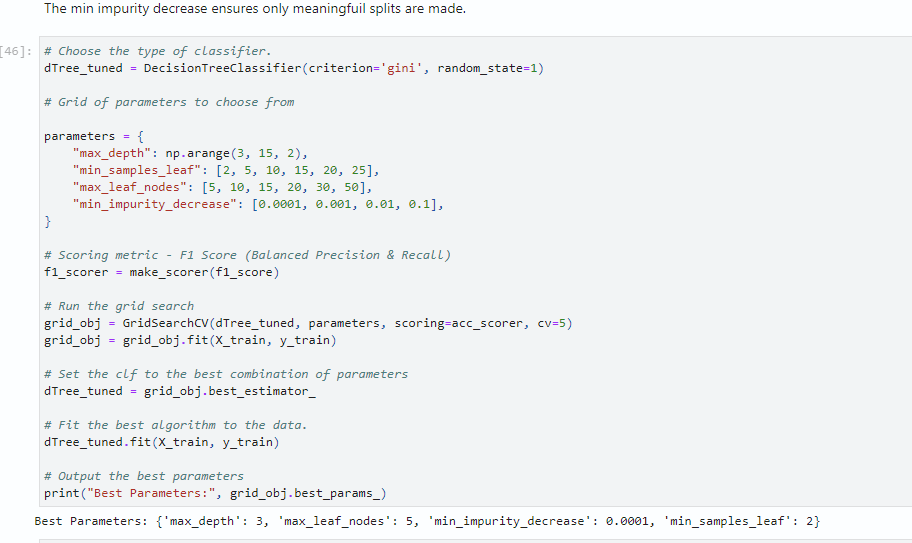 The min impurity decrease ensures only meaningfuil splits are made.
[46]:
# Choose the type of classifier.
dTree_tuned = DecisionTreeClassifier(criterion='gini', random_state=1)
# Grid of parameters to choose from
parameters = {
    "max_depth": np.arange(3, 15, 2),
    "min_samples_leaf": [2, 5, 10, 15, 20, 25],
    "max_leaf_nodes": [5, 10, 15, 20, 30, 50],
    "min_impurity_decrease": [0.0001, 0.001, 0.01, 0.1],
}
# Scoring metric - F1 Score (Balanced Precision & Recall)
f1_scorer = make_scorer(f1_score)
# Run the grid search
grid_obj = GridSearchCV(dTree_tuned, parameters, scoring=acc_scorer, cv=5)
grid_obj = grid_obj.fit(X_train, y_train)
# Set the clf to the best combination of parameters
dTree_tuned = grid_obj.best_estimator_
# Fit the best algorithm to the data.
dTree_tuned.fit(X_train, y_train)
# Output the best parameters
print("Best Parameters:", grid_obj.best_params_)
Best Parameters: {'max_depth': 3, 'max_leaf_nodes': 5, 'min_impurity_decrease': 0.0001, 'min_samples_leaf': 2}